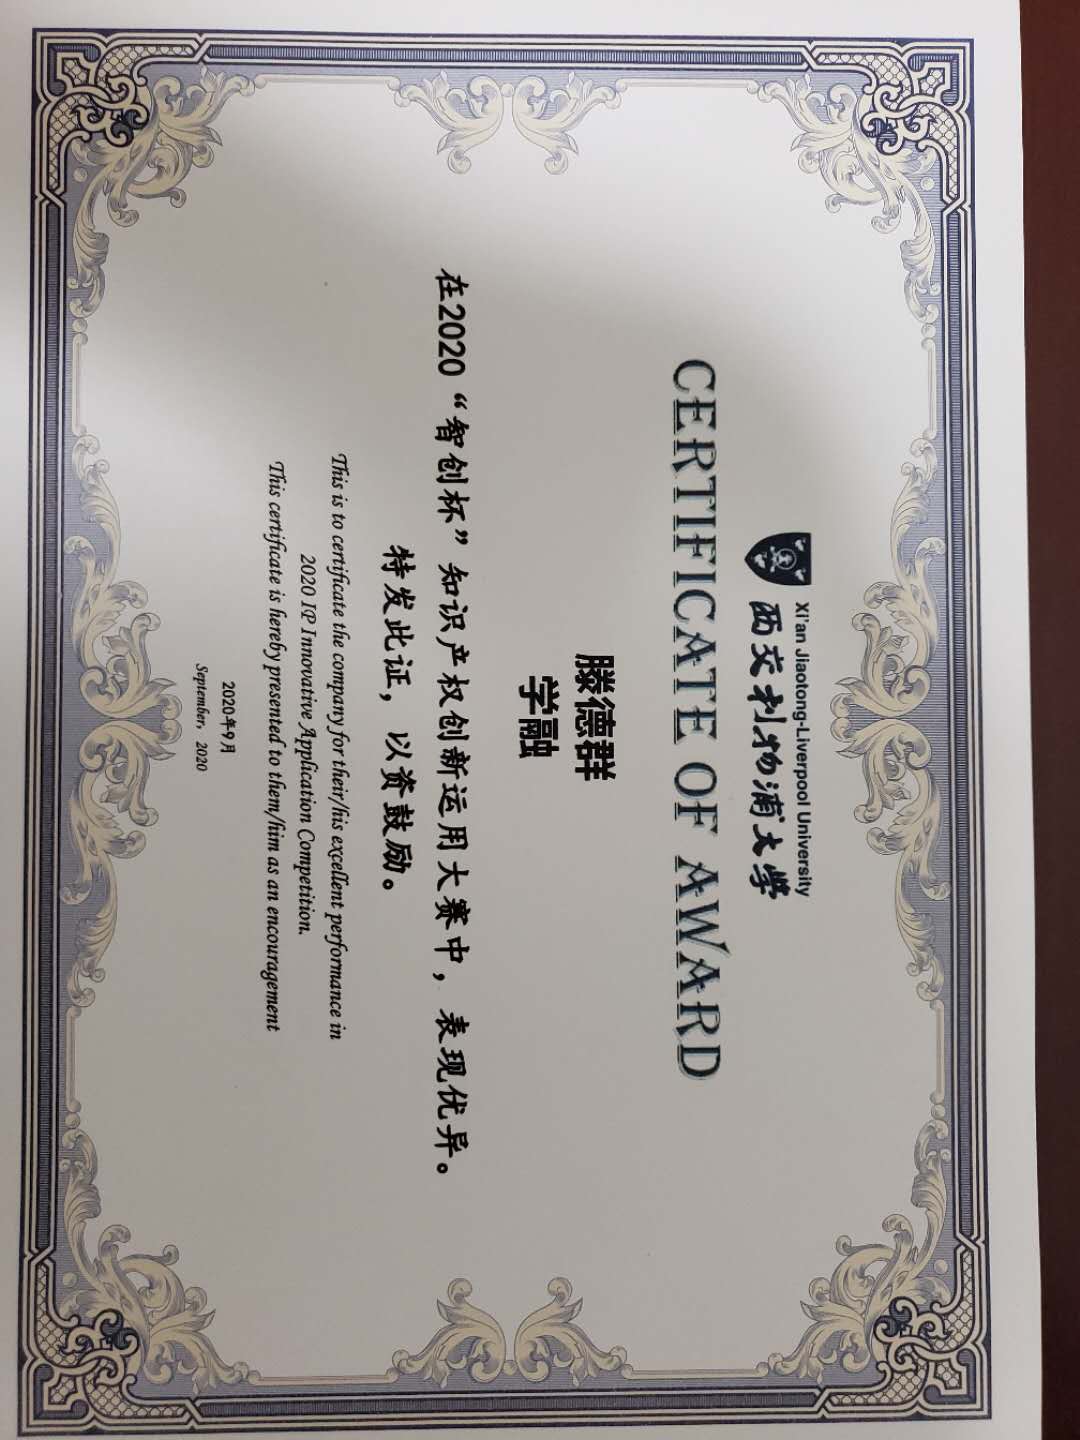 Xi'an Jiaotong-Liverpool University
西交利物浦大学
CERTIFICATE OF AWARD
滕德群
学融
在2020“智创杯”知识产权创新运用大赛中，表现优异。
特发此证，以资鼓励。
This is to certificate the company for their/his excellent performance in
2020 IP Innovative Application Competition.
This certificate is hereby presented to them/him as an encouragement
2020年9月
September，2020